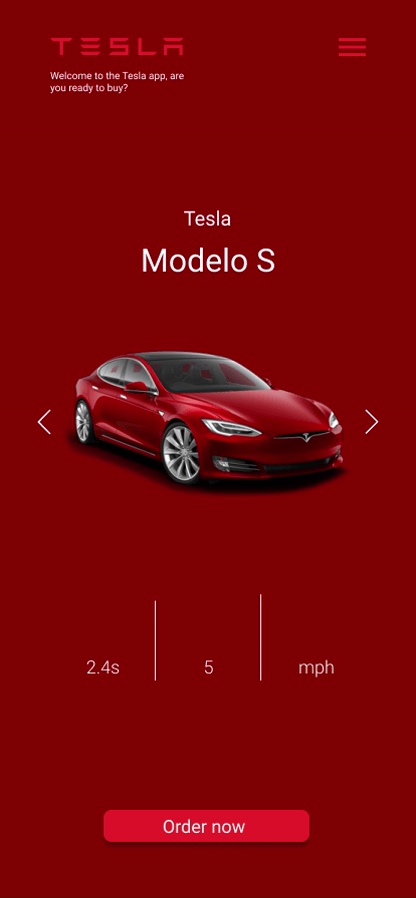 TESLA
Welcome to the Tesla app, are
you ready to buy?
Tesla
Modelo S
2.4s
5
mph
Order now